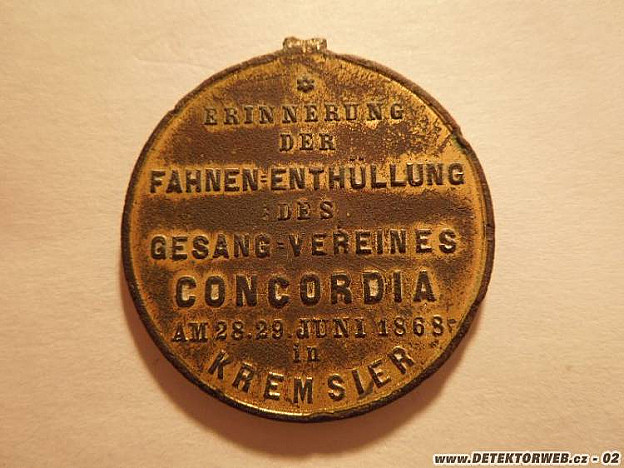 ERINNERUNG
DER
FAHNEN=ENTHÜLLUNG
DES
GESANG=VEREINES
CONCORDIA
AM 28.29. JUNI 1868
in
KREMSIER
www.DETEKTORWEB.cz - 02